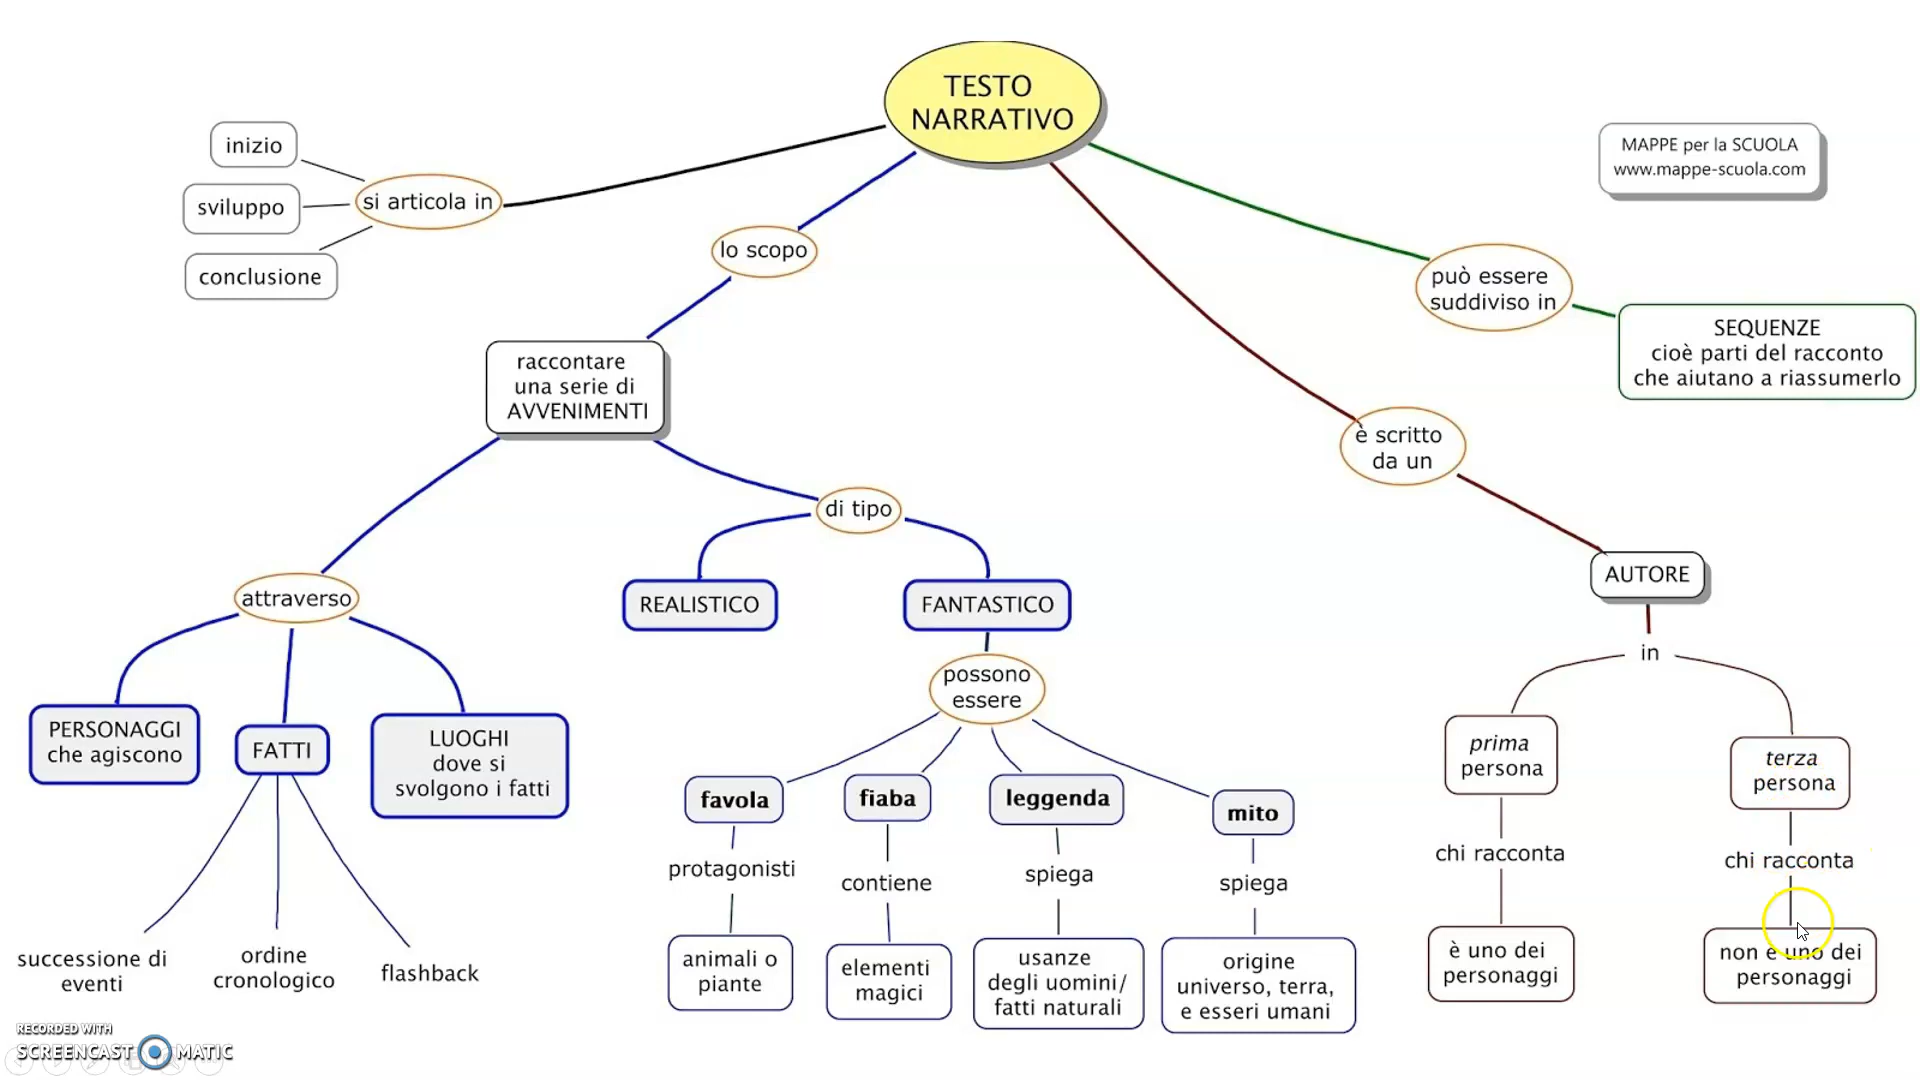 TESTO
NARRATIVO
MAPPE per la SCUOLA
www.mappe-scuola.com
inizio
sviluppo
conclusione
si articola in
lo scopo
può essere
suddiviso in
SEQUENZE
cioè parti del racconto
che aiutano a riassumerlo
raccontare
una serie di
AVVENIMENTI
è scritto
da un
di tipo
AUTORE
attraverso
REALISTICO
FANTASTICO
in
possono
essere
PERSONAGGI
che agiscono
FATTI
LUOGHI
dove si
svolgono i fatti
prima
persona
terza
persona
favola
fiaba
leggenda
mito
protagonisti
contiene
spiega
spiega
chi racconta
chi racconta
successione di
eventi
ordine
cronologico
flashback
animali o
piante
elementi
magici
usanze
degli uomini/
fatti naturali
origine
universo, terra,
e esseri umani
è uno dei
personaggi
non è uno dei
personaggi
RECORDED WITH
SCREENCAST MATIC